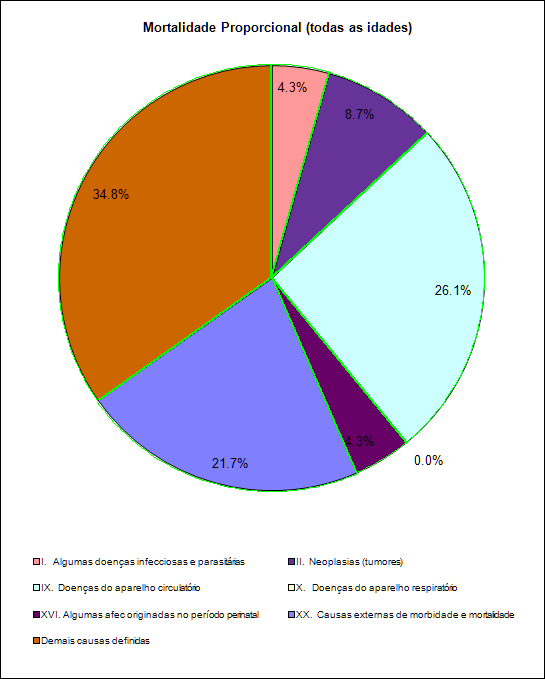 Mortalidade Proporcional (todas as idades)
4.3%
8.7%
34.8%
26.1%
4.3%
0.0%
21.7%
I. Algumas doenças infecciosas e parasitárias
II. Neoplasias (tumores)
IX. Doenças do aparelho circulatório
X. Doenças do aparelho respiratório
XVI. Algumas afec originadas no período perinatal
XX. Causas externas de morbidade e mortalidade
Demais causas definidas